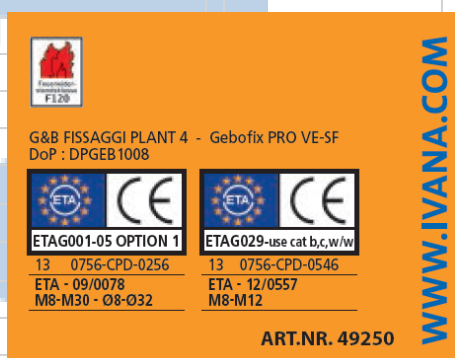 Feuerwider-
standsklasse
F120
G&B FISSAGGI PLANT 4 - Gebofix PRO VE-SF
DoP : DPGEB1008
ETA CE
ETAG001-05 OPTION 1
13 0756-CPD-0256
ETA - 09/0078
M8-M30 - Ø8-Ø32
ETA CE
ETAG029-use cat b,c,w/w
13 0756-CPD-0546
ETA - 12/0557
M8-M12
ART.NR. 49250
WWW.IVANA.COM